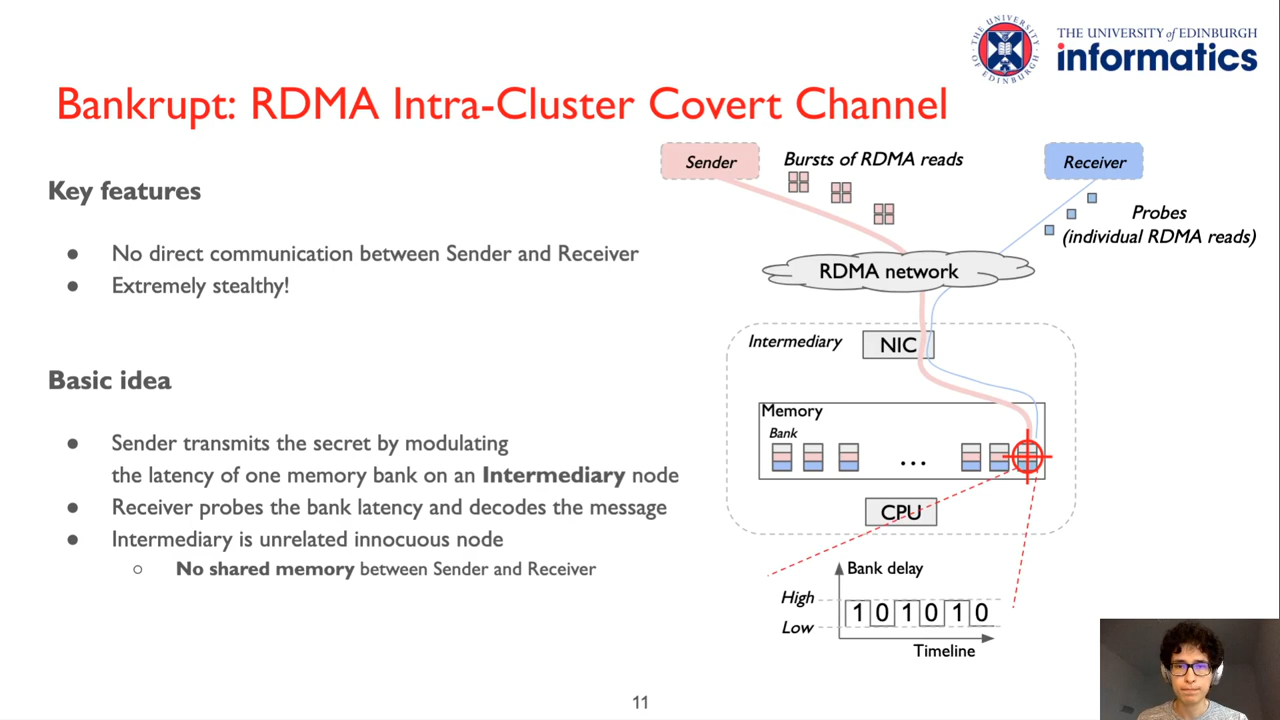 THE UNIVERSITY of EDINBURGH
informatics
THE UNIVERSITY
OF EDINBURGH
Bankrupt: RDMA Intra-Cluster Covert Channel
Key features
● No direct communication between Sender and Receiver
● Extremely stealthy!
Basic idea
● Sender transmits the secret by modulating
the latency of one memory bank on an Intermediary node
● Receiver probes the bank latency and decodes the message
● Intermediary is unrelated innocuous node
○ No shared memory between Sender and Receiver
Sender
Bursts of RDMA reads
Receiver
Probes
(individual RDMA reads)
RDMA network
Intermediary
NIC
Memory
Bank
...
CPU
Bank delay
High
1 0 1 0 1 0
Low
Timeline
11